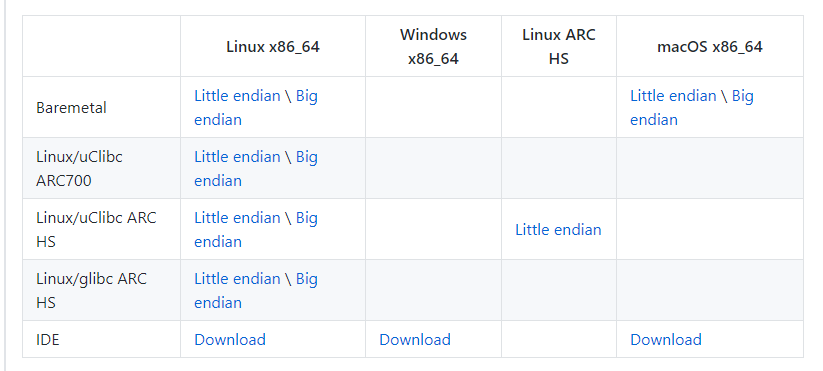 Linux x86_64 Windows x86_64 Linux ARC HS macOS x86_64
Baremetal Little endian \ Big endian Little endian \ Big endian
Linux/uClibc ARC700 Little endian \ Big endian
Linux/uClibc ARC HS Little endian \ Big endian Little endian
Linux/glibc ARC HS Little endian \ Big endian
IDE Download Download Download